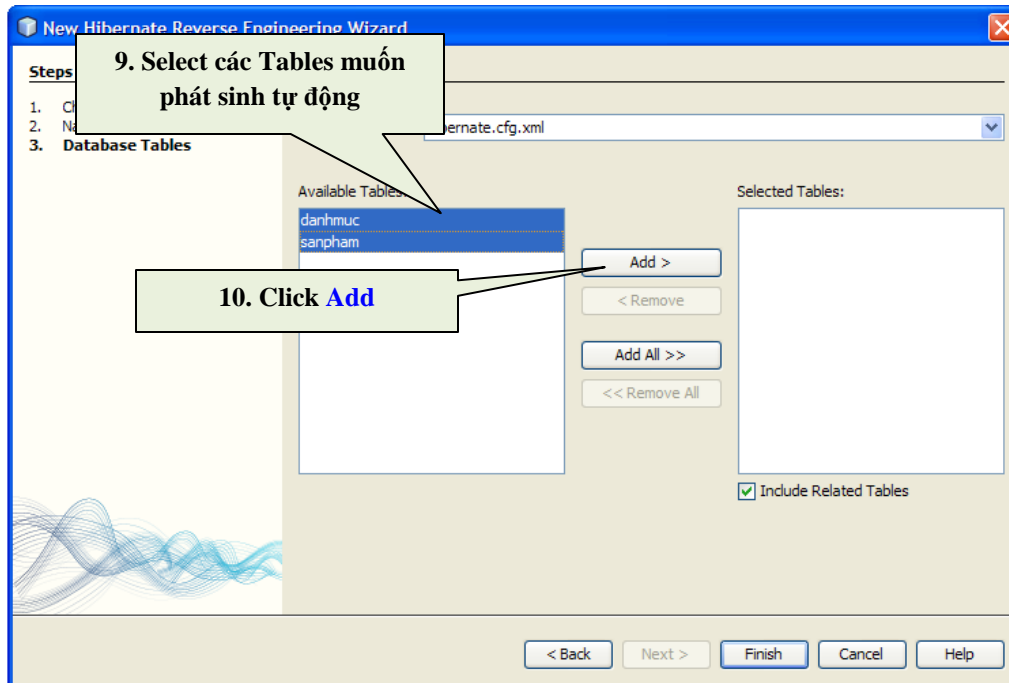 New Hibernate Reverse Engineering Wizard
9. Select các Tables muốn
phát sinh tự động
Steps
1.
2.
3. Database Tables
bernate.cfg.xml
Available Tables:
danhmuc
sanpham
10. Click Add
Add >
< Remove
Add All >>
<< Remove All
Selected Tables:
Include Related Tables
< Back
Next >
Finish
Cancel
Help